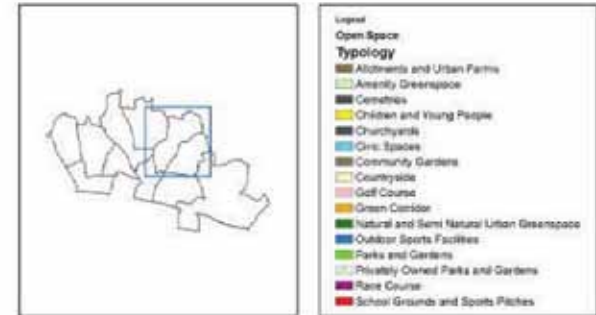 Legend
Open Space
Typology
Allotments and Urban Farms
Amenity Greenspace
Cemetries
Children and Young People
Churchyards
Civic Spaces
Community Gardens
Countryside
Golf Course
Green Corridor
Natural and Semi Natural Urban Greenspace
Outdoor Sports Facilities
Parks and Gardens
Privately Owned Parks and Gardens
Race Course
School Grounds and Sports Pitches